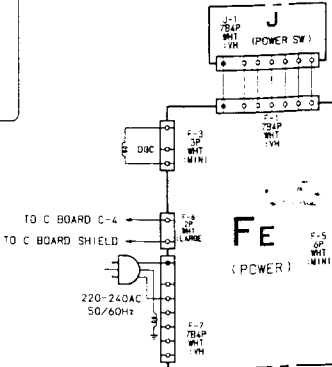 J-1
7B4P
WHT
:VH
J
(POWER SW)
F-1
7B4P
WHT
:VH
F-3
3P
WHT
:MINI
DGC
TO C BOARD C-4
TO C BOARD SHIELD
F-6
2P
WHT
:LARGE
FE
(POWER)
F-5
6P
WHT
:MINI
220-240AC
50/60Hz
F-7
7B4P
WHT
:VH